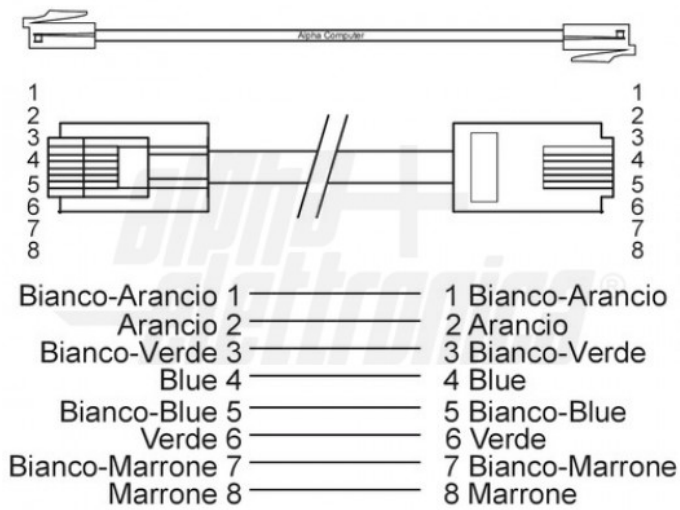 Alpha Computer
1 1
2 2
3 3
4 4
5 5
6 6
7 7
8 8
alpha elettronica ®
Bianco-Arancio 1 1 Bianco-Arancio
Arancio 2 2 Arancio
Bianco-Verde 3 3 Bianco-Verde
Blue 4 4 Blue
Bianco-Blue 5 5 Bianco-Blue
Verde 6 6 Verde
Bianco-Marrone 7 7 Bianco-Marrone
Marrone 8 8 Marrone